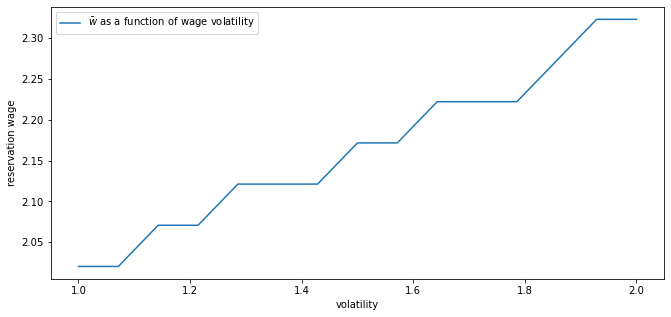 w̄ as a function of wage volatility
2.30
2.25
2.20
2.15
2.10
2.05
reservation wage
1.0 1.2 1.4 1.6 1.8 2.0
volatility